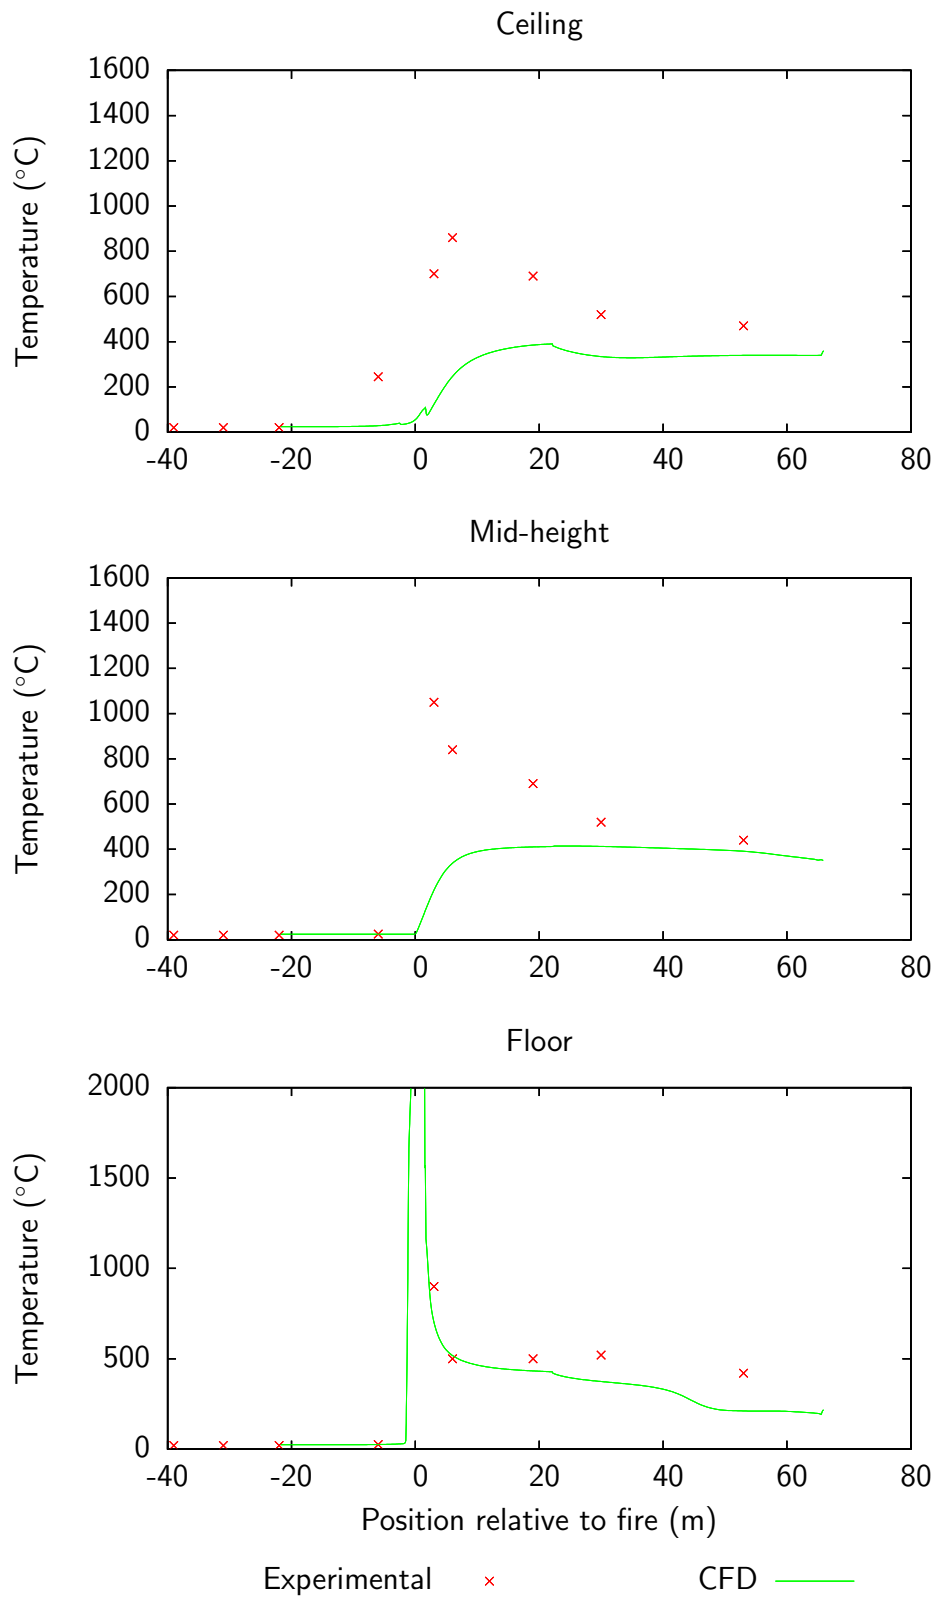 Ceiling
1600
1400
1200
1000
800
600
400
200
0
Temperature (°C)
-40 -20 0 20 40 60 80
Mid-height
1600
1400
1200
1000
800
600
400
200
0
Temperature (°C)
-40 -20 0 20 40 60 80
Floor
2000
1500
1000
500
0
Temperature (°C)
-40 -20 0 20 40 60 80
Position relative to fire (m)
Experimental CFD